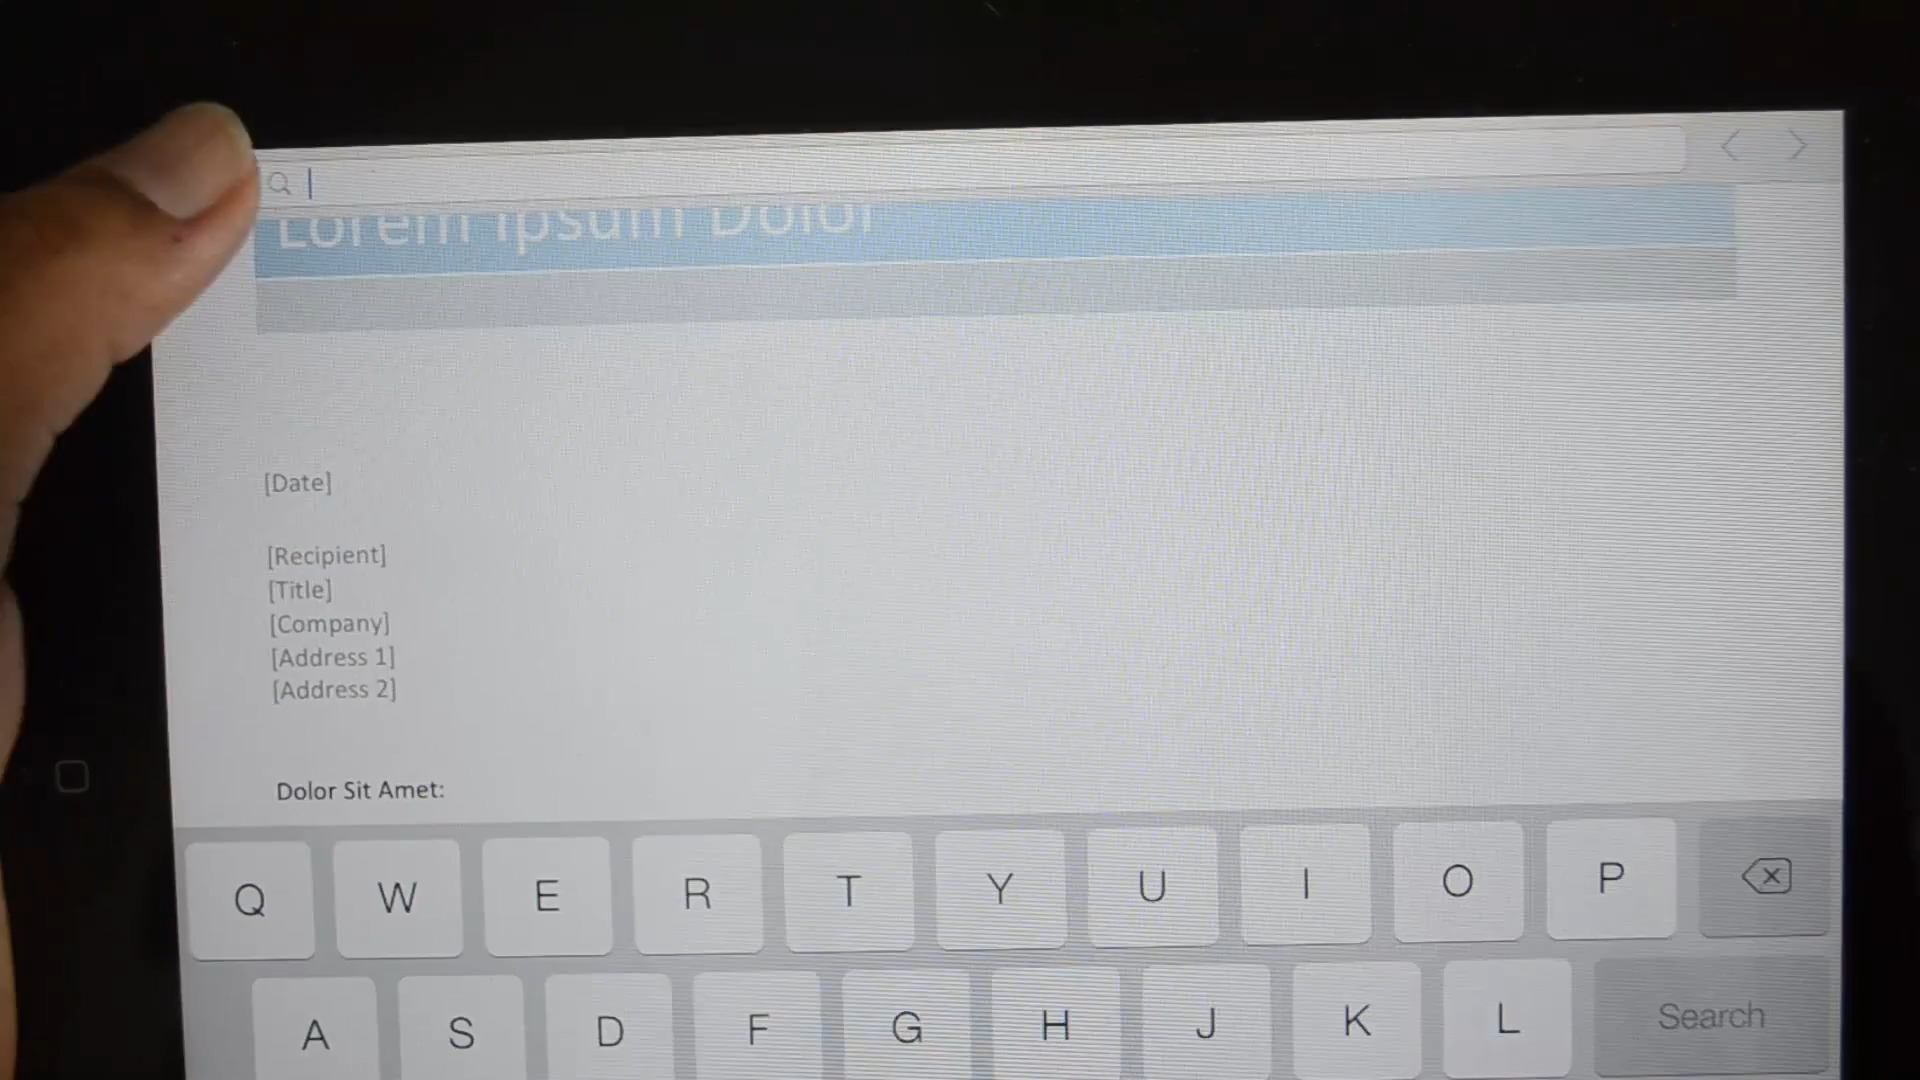 Lorem Ipsum Dolor
[Date]
[Recipient]
[Title]
[Company]
[Address 1]
[Address 2]
Dolor Sit Amet:
Q W E R T Y U I O P
A S D F G H J K L Search